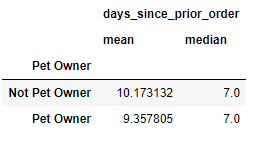 days_since_prior_order
mean median
Pet Owner
Not Pet Owner 10.173132 7.0
Pet Owner 9.357805 7.0